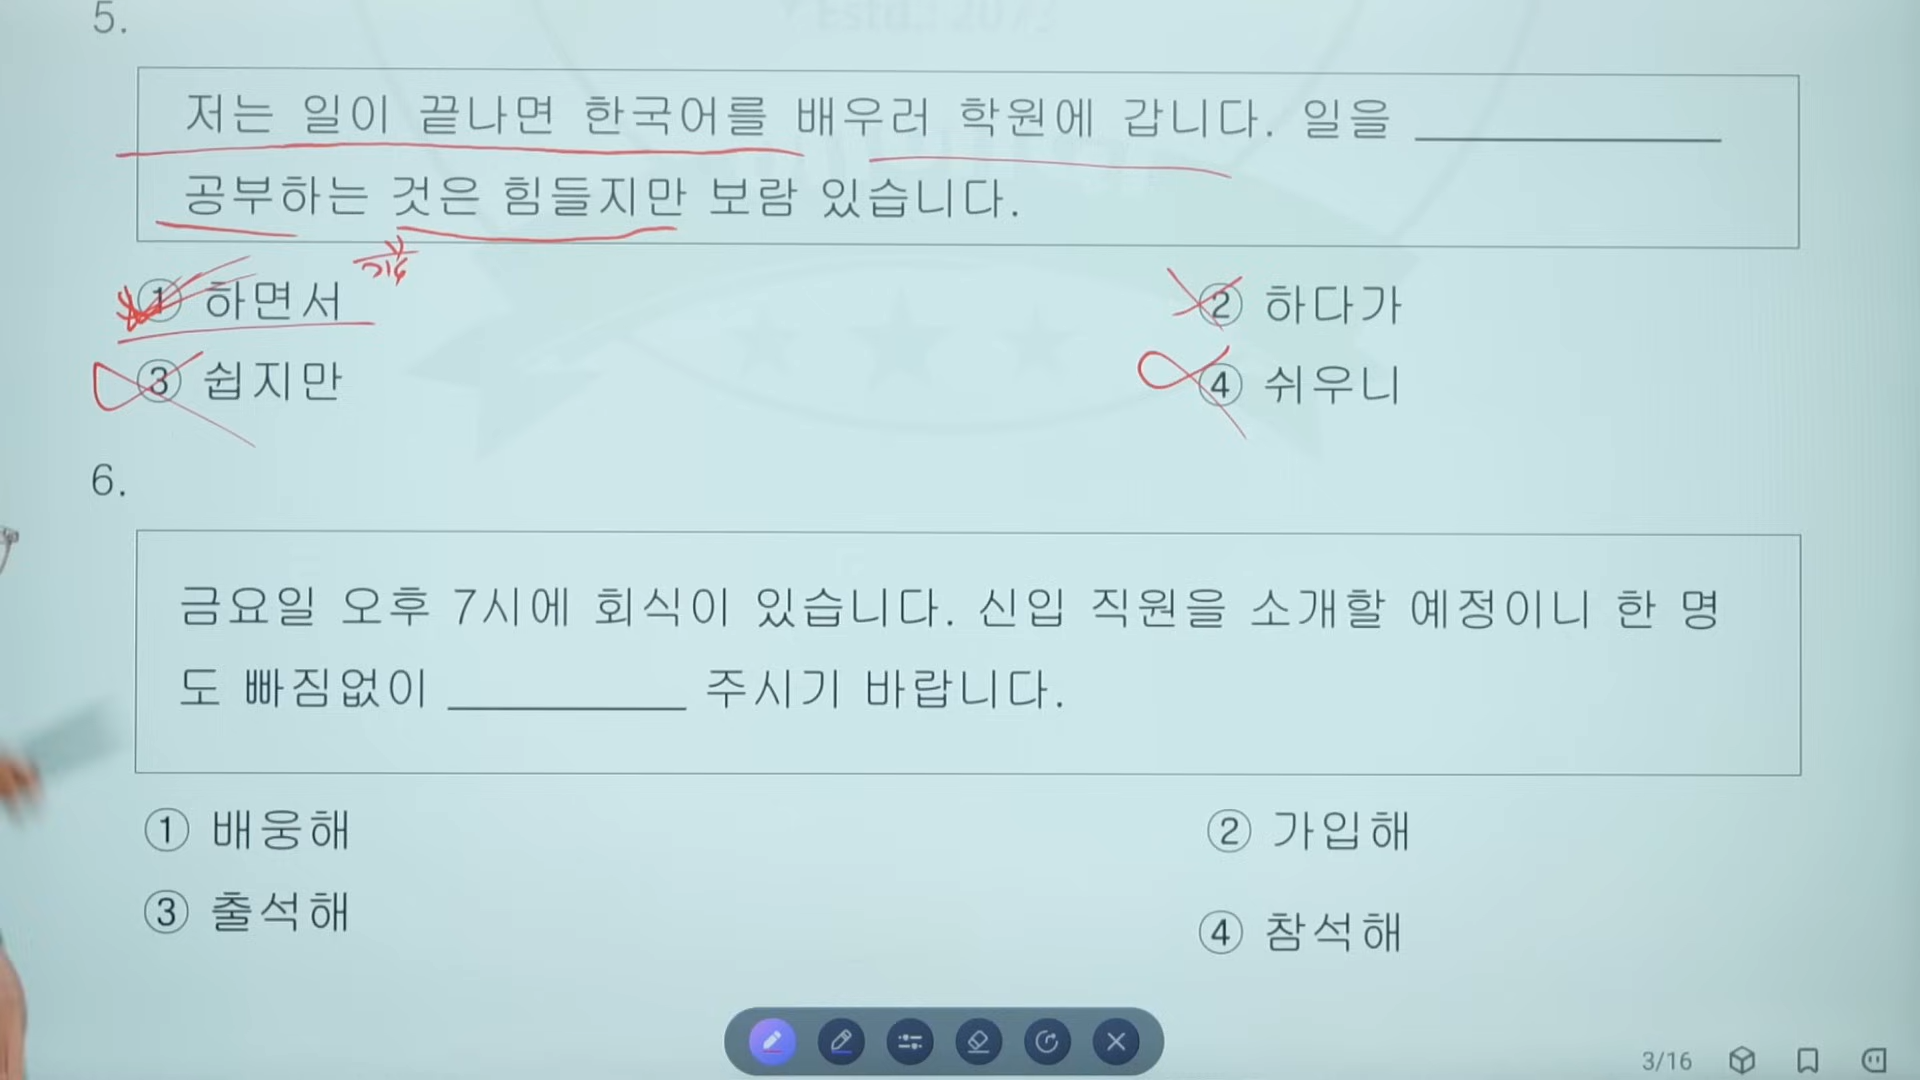 5.
Estd.: 207
저는 일이 끝나면 한국어를 배우러 학원에 갑니다. 일을 ____________
공부하는 것은 힘들지만 보람 있습니다.
① 하면서
② 하다가
③ 쉽지만
④ 쉬우니
6.
금요일 오후 7시에 회식이 있습니다. 신입 직원을 소개할 예정이니 한 명
도 빠짐없이 __________ 주시기 바랍니다.
① 배웅해
② 가입해
③ 출석해
④ 참석해
3/16